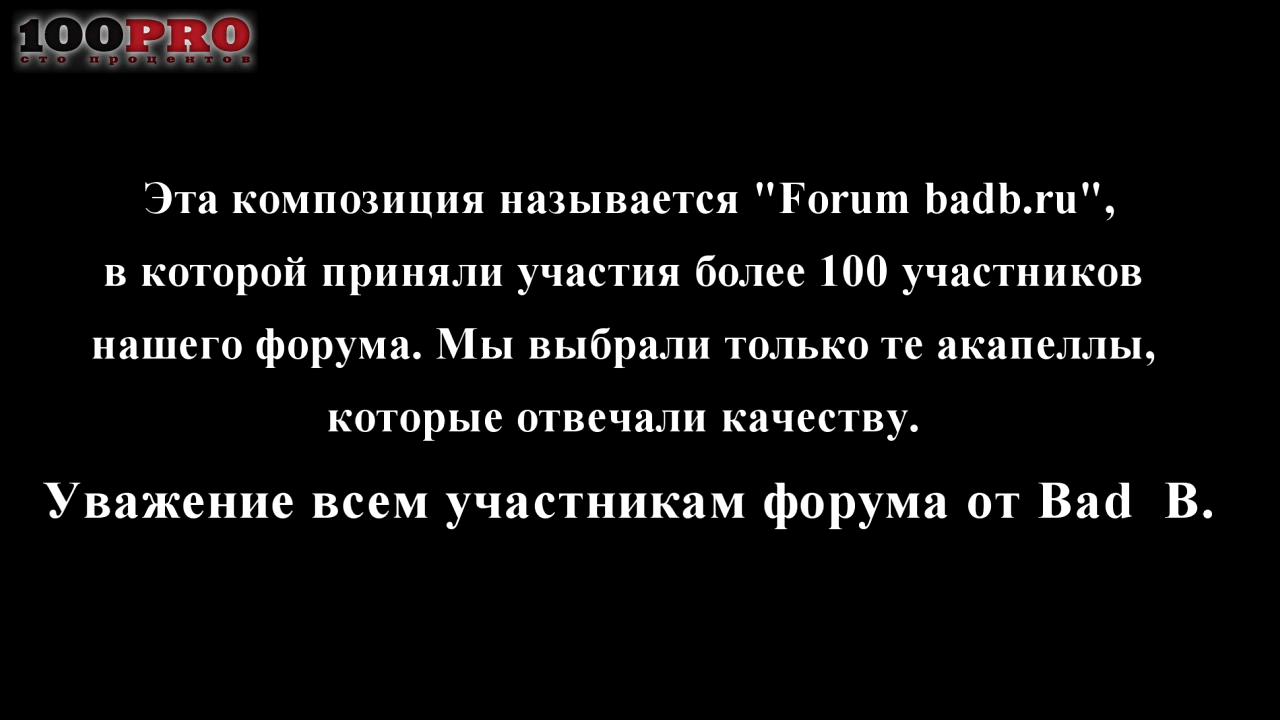 100PRO
сто процентов
Эта композиция называется "Forum badb.ru",
в которой приняли участия более 100 участников
нашего форума. Мы выбрали только те акапеллы,
которые отвечали качеству.
Уважение всем участникам форума от Bad B.